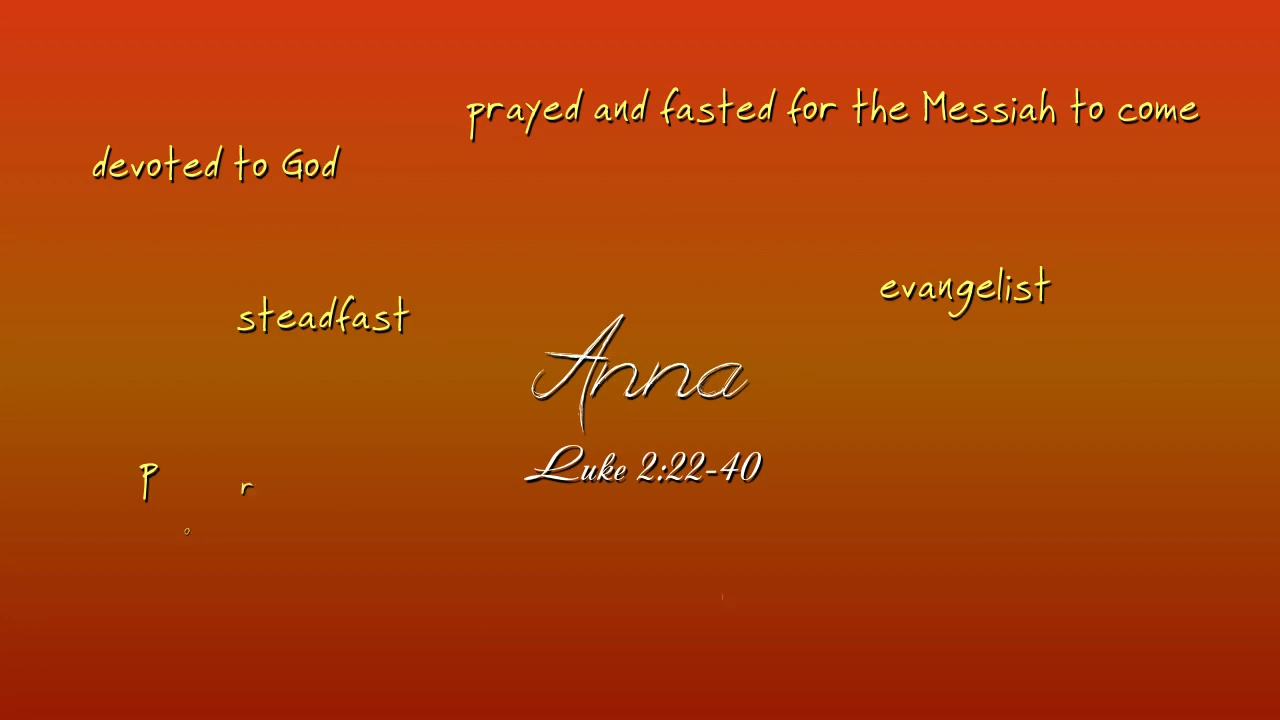 prayed and fasted for the Messiah to come
devoted to God
evangelist
steadfast
Anna
Luke 2:22-40
p r
o